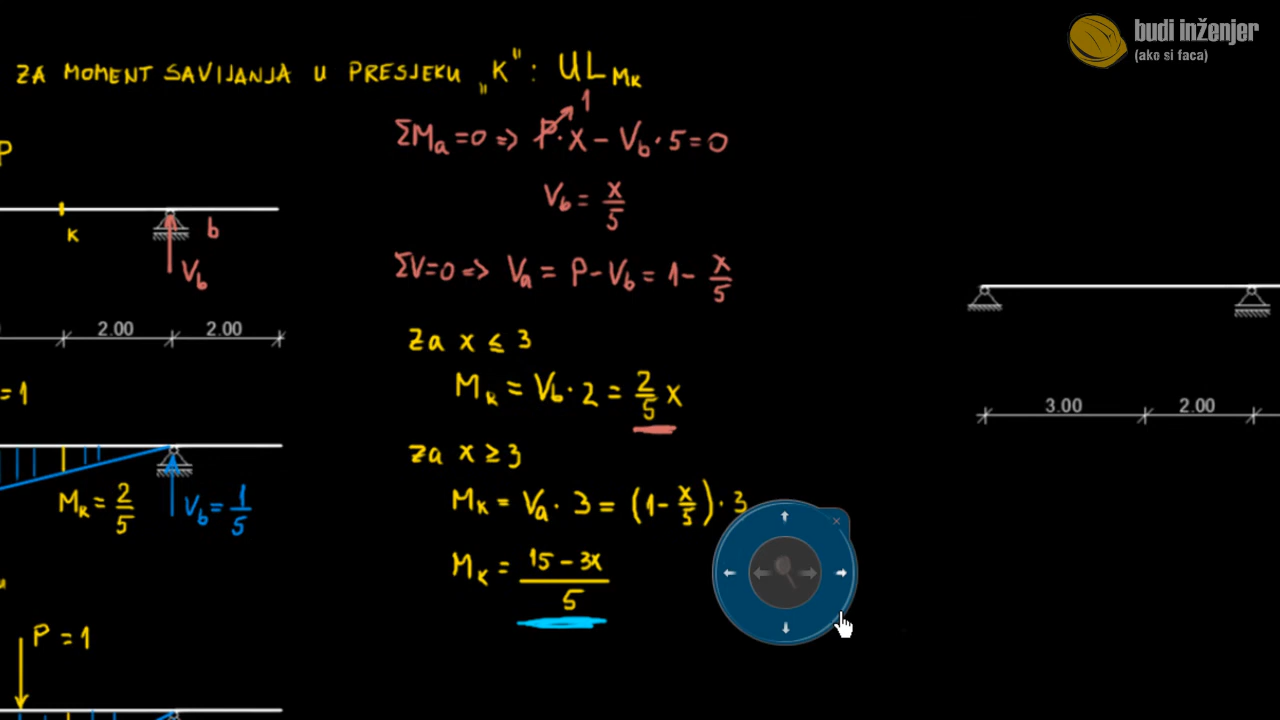 budi inženjer
(ako si faca)
ZA MOMENT SAVIJANJA U PRESJEKU „K“: UL_MK
ΣMa=0 => P·x − Vb·5=0
1
Vb = x/5
ΣV=0 => Va = P−Vb = 1− x/5
Za x ≤ 3
Mk = Vb·2 = 2/5 x
Za x ≥ 3
Mk = Va·3 = (1− x/5)·3
Mk = (15−3x)/5
P
K
b
Vb
2.00 2.00
=1
Mk = 2/5
Vb = 1/5
P=1
3.00 2.00